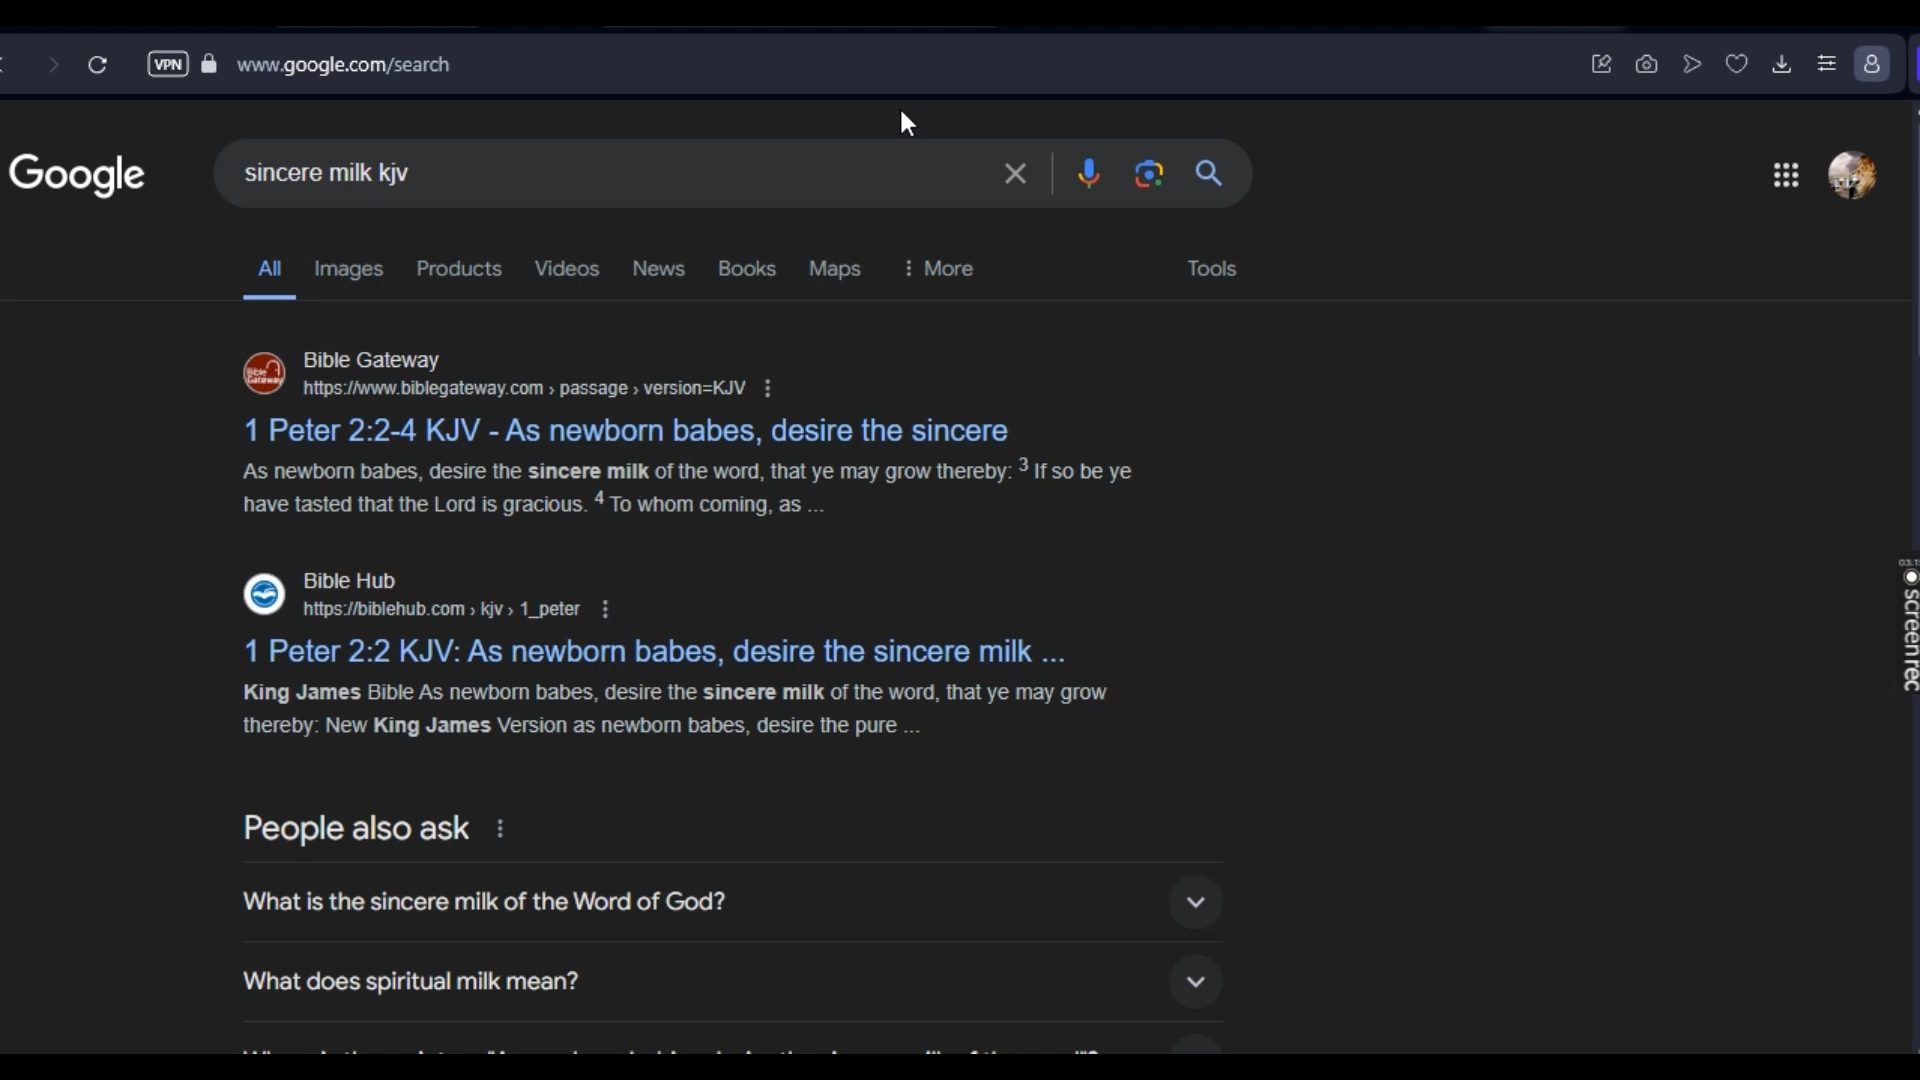 VPN www.google.com/search
Google sincere milk kjv
All Images Products Videos News Books Maps More Tools
Bible Gateway
https://www.biblegateway.com › passage › version=KJV
1 Peter 2:2-4 KJV - As newborn babes, desire the sincere
As newborn babes, desire the sincere milk of the word, that ye may grow thereby: 3 If so be ye
have tasted that the Lord is gracious. 4 To whom coming, as ...
Bible Hub
https://biblehub.com › kjv › 1_peter
1 Peter 2:2 KJV: As newborn babes, desire the sincere milk ...
King James Bible As newborn babes, desire the sincere milk of the word, that ye may grow
thereby: New King James Version as newborn babes, desire the pure ...
People also ask
What is the sincere milk of the Word of God?
What does spiritual milk mean?
screenrec